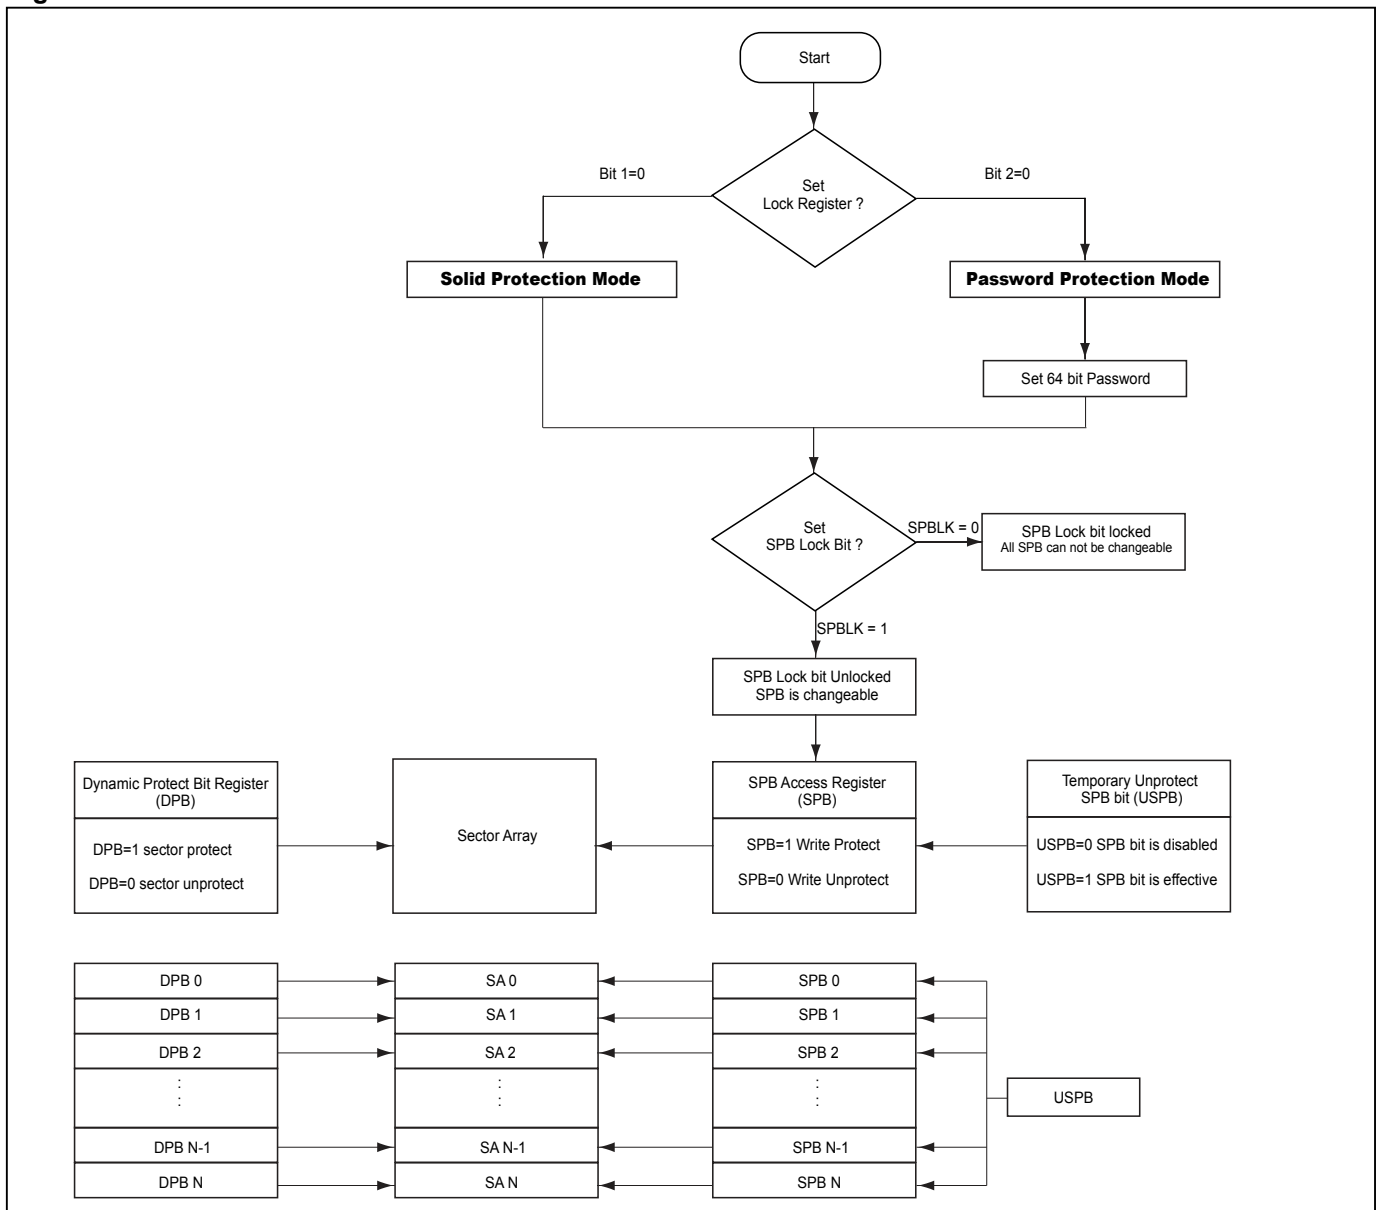 Start
Bit 1=0
Bit 2=0
Set
Lock Register ?
Solid Protection Mode
Password Protection Mode
Set 64 bit Password
Set
SPB Lock Bit ?
SPBLK = 0
SPB Lock bit locked
All SPB can not be changeable
SPBLK = 1
SPB Lock bit Unlocked
SPB is changeable
Dynamic Protect Bit Register
(DPB)
DPB=1 sector protect
DPB=0 sector unprotect
Sector Array
SPB Access Register
(SPB)
SPB=1 Write Protect
SPB=0 Write Unprotect
Temporary Unprotect
SPB bit (USPB)
USPB=0 SPB bit is disabled
USPB=1 SPB bit is effective
DPB 0
SA 0
SPB 0
DPB 1
SA 1
SPB 1
DPB 2
SA 2
SPB 2
USPB
DPB N-1
SA N-1
SPB N-1
DPB N
SA N
SPB N